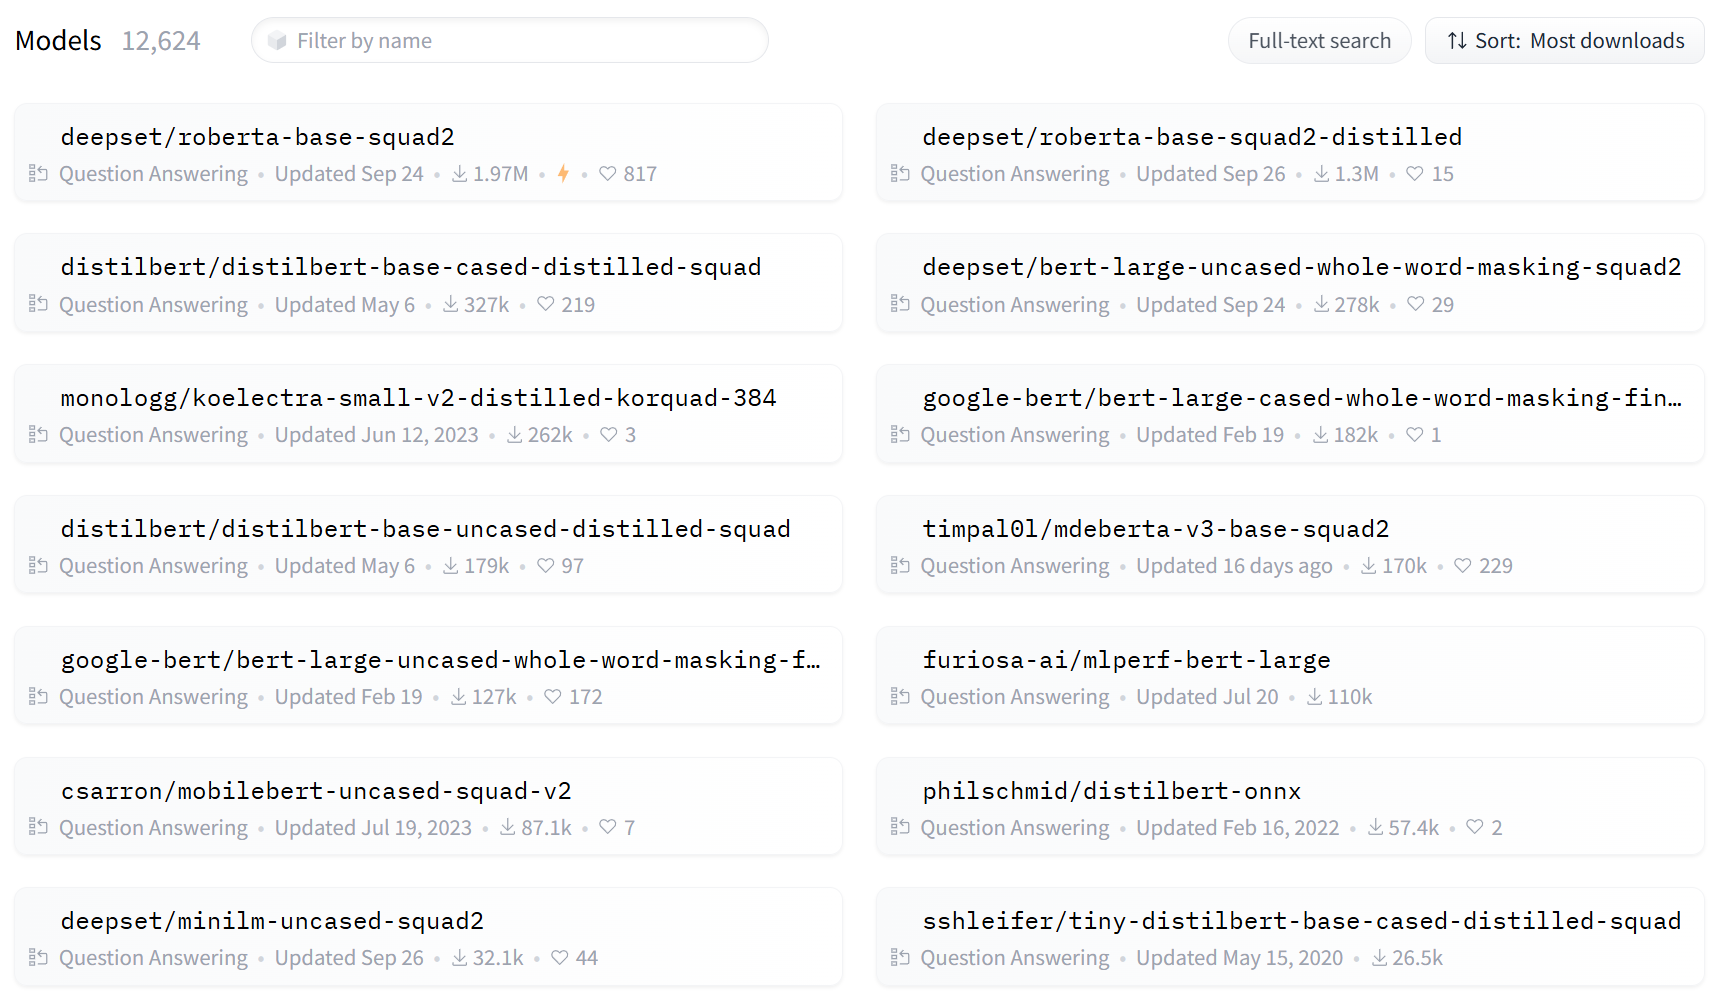 Models 12,624 Filter by name Full-text search Sort: Most downloads
deepset/roberta-base-squad2
Question Answering • Updated Sep 24 • 1.97M • • 817
deepset/roberta-base-squad2-distilled
Question Answering • Updated Sep 26 • 1.3M • 15
distilbert/distilbert-base-cased-distilled-squad
Question Answering • Updated May 6 • 327k • 219
deepset/bert-large-uncased-whole-word-masking-squad2
Question Answering • Updated Sep 24 • 278k • 29
monologg/koelectra-small-v2-distilled-korquad-384
Question Answering • Updated Jun 12, 2023 • 262k • 3
google-bert/bert-large-cased-whole-word-masking-fin…
Question Answering • Updated Feb 19 • 182k • 1
distilbert/distilbert-base-uncased-distilled-squad
Question Answering • Updated May 6 • 179k • 97
timpal0l/mdeberta-v3-base-squad2
Question Answering • Updated 16 days ago • 170k • 229
google-bert/bert-large-uncased-whole-word-masking-f…
Question Answering • Updated Feb 19 • 127k • 172
furiosa-ai/mlperf-bert-large
Question Answering • Updated Jul 20 • 110k
csarron/mobilebert-uncased-squad-v2
Question Answering • Updated Jul 19, 2023 • 87.1k • 7
philschmid/distilbert-onnx
Question Answering • Updated Feb 16, 2022 • 57.4k • 2
deepset/minilm-uncased-squad2
Question Answering • Updated Sep 26 • 32.1k • 44
sshleifer/tiny-distilbert-base-cased-distilled-squad
Question Answering • Updated May 15, 2020 • 26.5k